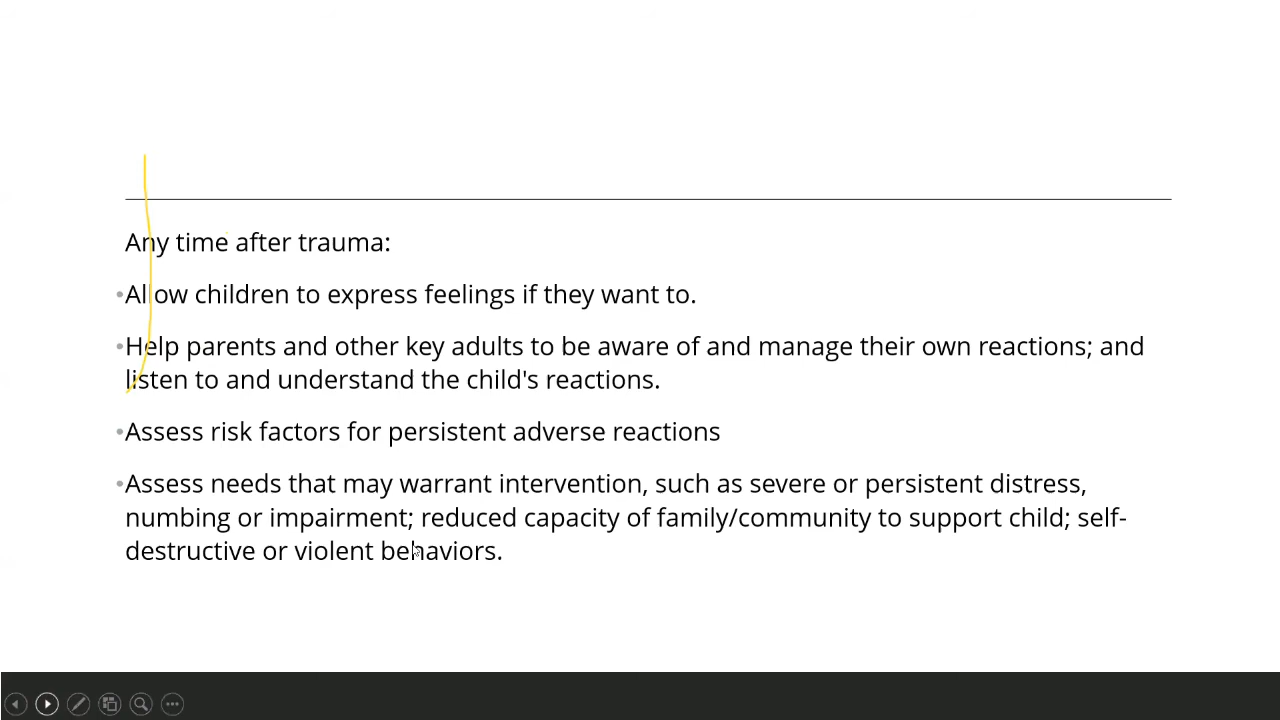 Any time after trauma:
•Allow children to express feelings if they want to.
•Help parents and other key adults to be aware of and manage their own reactions; and
listen to and understand the child's reactions.
•Assess risk factors for persistent adverse reactions
•Assess needs that may warrant intervention, such as severe or persistent distress,
numbing or impairment; reduced capacity of family/community to support child; self-
destructive or violent behaviors.